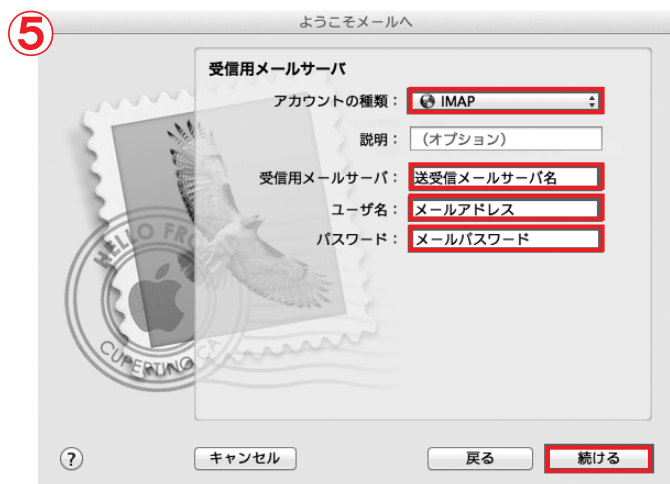 ⑤
ようこそメールへ
受信用メールサーバ
アカウントの種類： IMAP
説明： （オプション）
受信用メールサーバ： 送受信メールサーバ名
ユーザ名： メールアドレス
パスワード： メールパスワード
HELLO FRO
CUPERTINO CA
? キャンセル 戻る 続ける